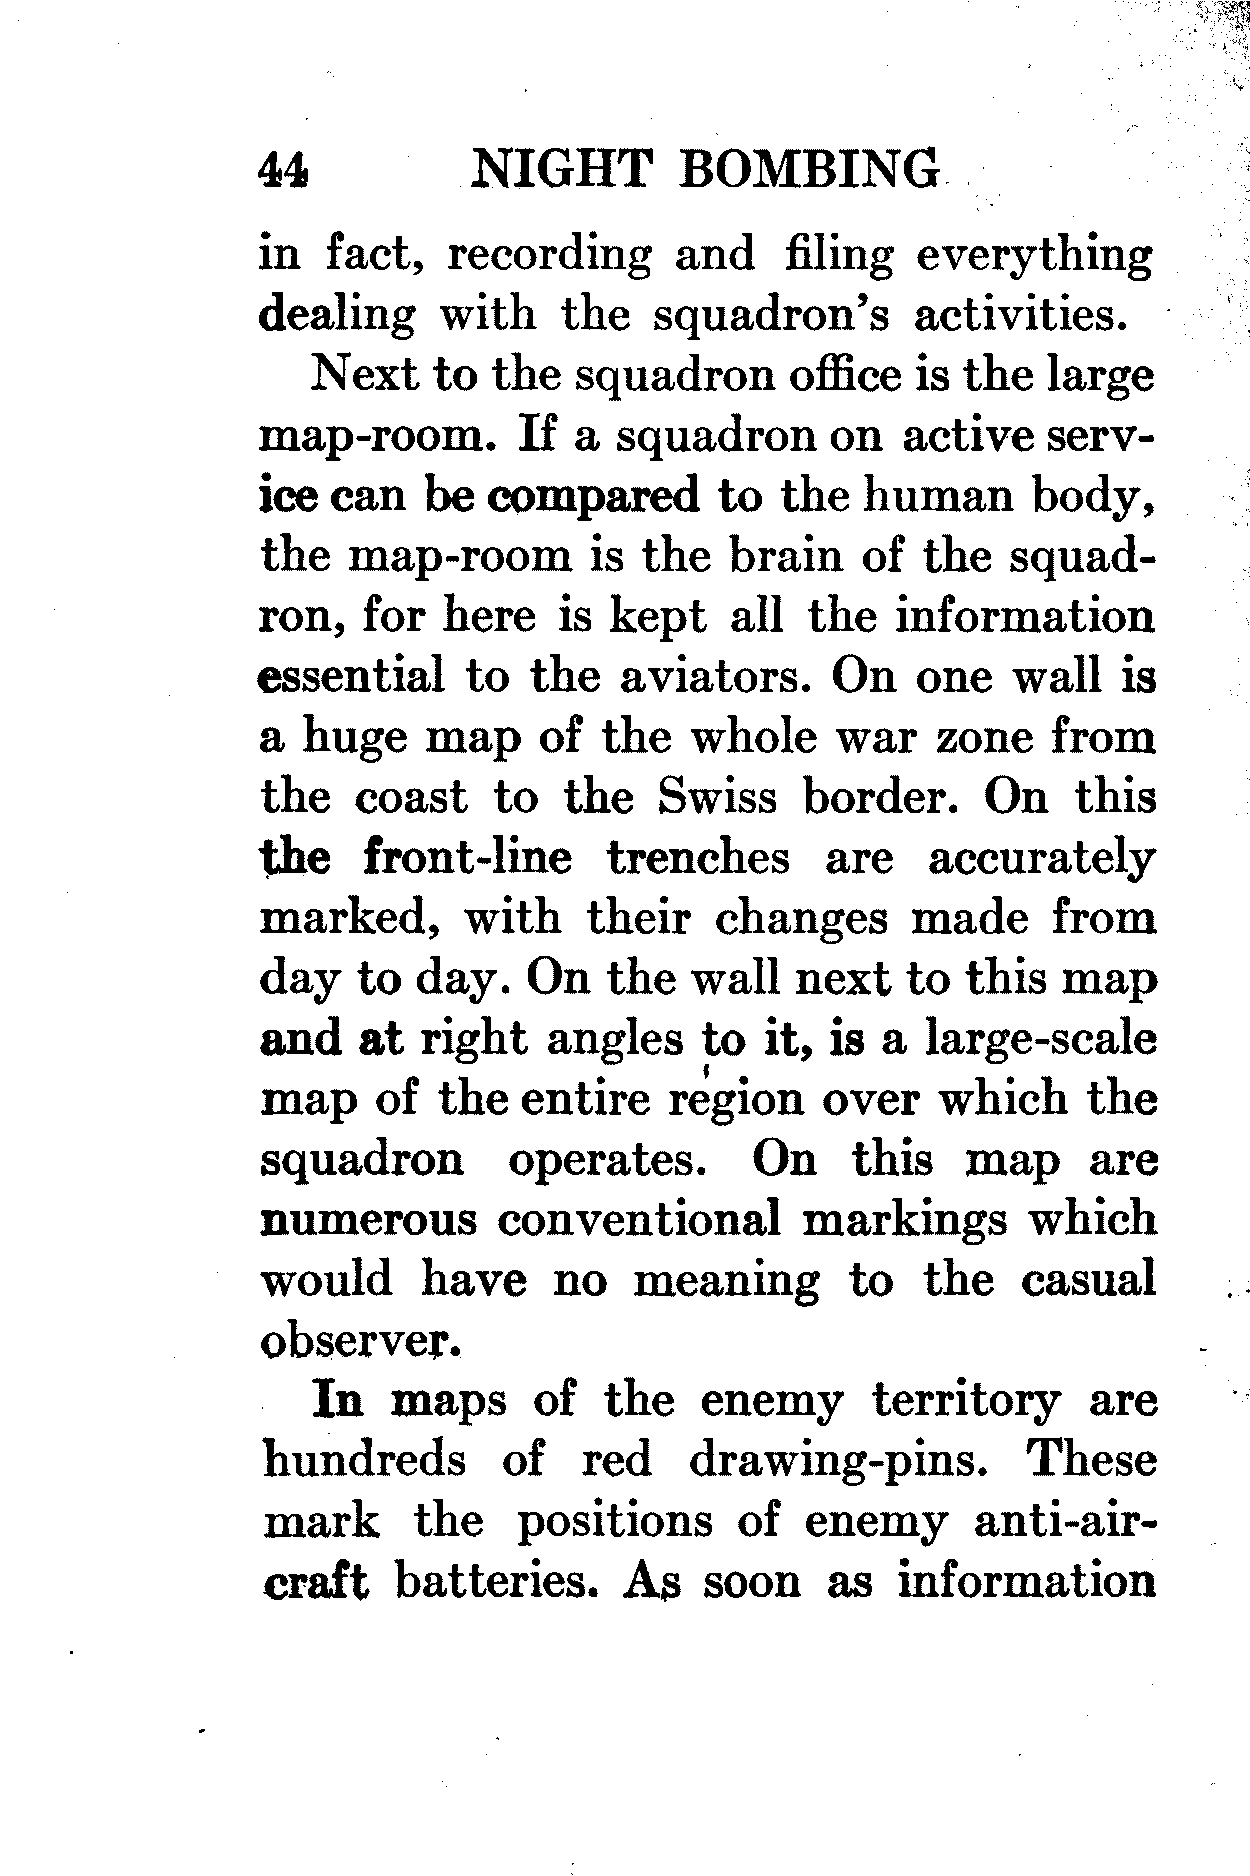 44 NIGHT BOMBING
in fact, recording and filing everything
dealing with the squadron's activities.
Next to the squadron office is the large
map-room. If a squadron on active serv-
ice can be compared to the human body,
the map-room is the brain of the squad-
ron, for here is kept all the information
essential to the aviators. On one wall is
a huge map of the whole war zone from
the coast to the Swiss border. On this
the front-line trenches are accurately
marked, with their changes made from
day to day. On the wall next to this map
and at right angles to it, is a large-scale
map of the entire region over which the
squadron operates. On this map are
numerous conventional markings which
would have no meaning to the casual
observer.
In maps of the enemy territory are
hundreds of red drawing-pins. These
mark the positions of enemy anti-air-
craft batteries. As soon as information